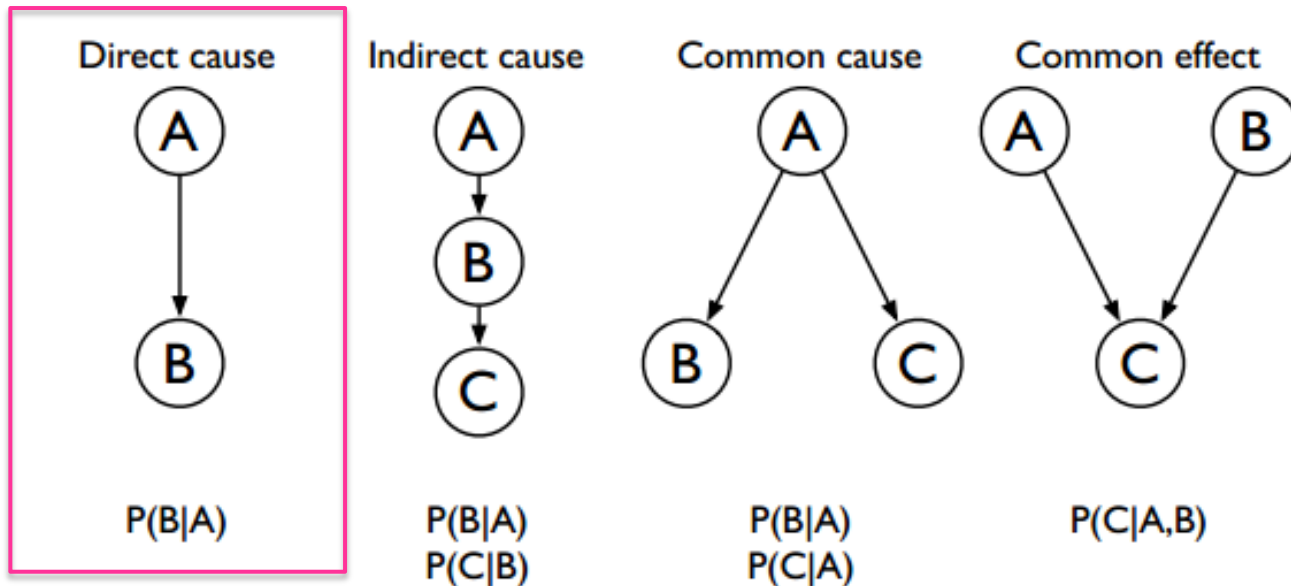 Direct cause
A
B
P(B|A)
Indirect cause
A
B
C
P(B|A)
P(C|B)
Common cause
A
B
C
P(B|A)
P(C|A)
Common effect
A
B
C
P(C|A,B)